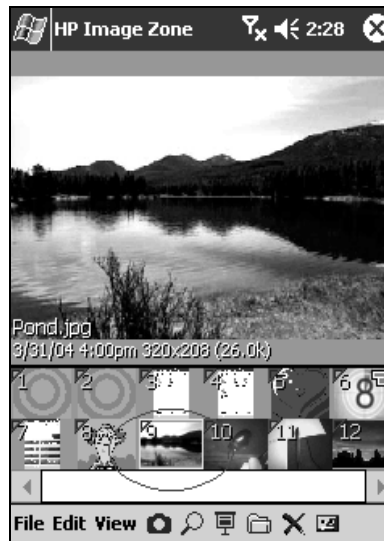 HP Image Zone 2:28
Pond.jpg
3/31/04 4:00pm 320x208 (26.0k)
1 2 3 4 5 6 8
7 8 9 10 11 12
File Edit View